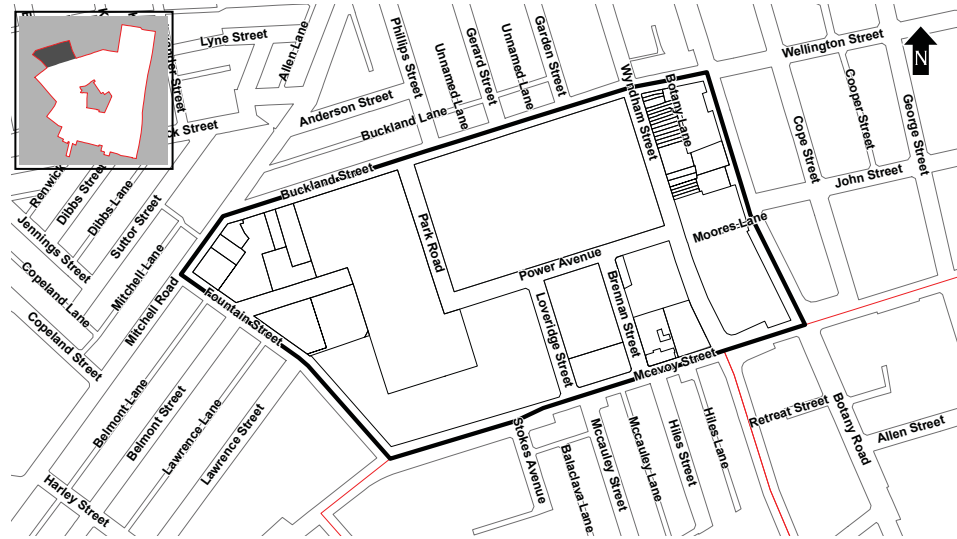 Lyne Street
Allen Lane
Phillips Street
Unnamed Lane
Gerard Street
Unnamed Lane
Garden Street
Wellington Street
N
Anderson Street
Buckland Lane
Wyndham Street
Botany Lane
Cope Street
Cooper Street
George Street
John Street
Renwick
Dibbs Street
Dibbs Lane
Suttor Street
Jennings Street
Mitchell Lane
Copeland Lane
Mitchell Road
Copeland Street
Buckland Street
Park Road
Moores Lane
Power Avenue
Fountain Street
Loveridge Street
Brennan Street
Mcevoy Street
Belmont Lane
Belmont Street
Lawrence Lane
Lawrence Street
Harley Street
Stokes Avenue
Balaclava Lane
Mccauley Street
Mccauley Lane
Hiles Street
Hiles Lane
Retreat Street
Botany Road
Allen Street